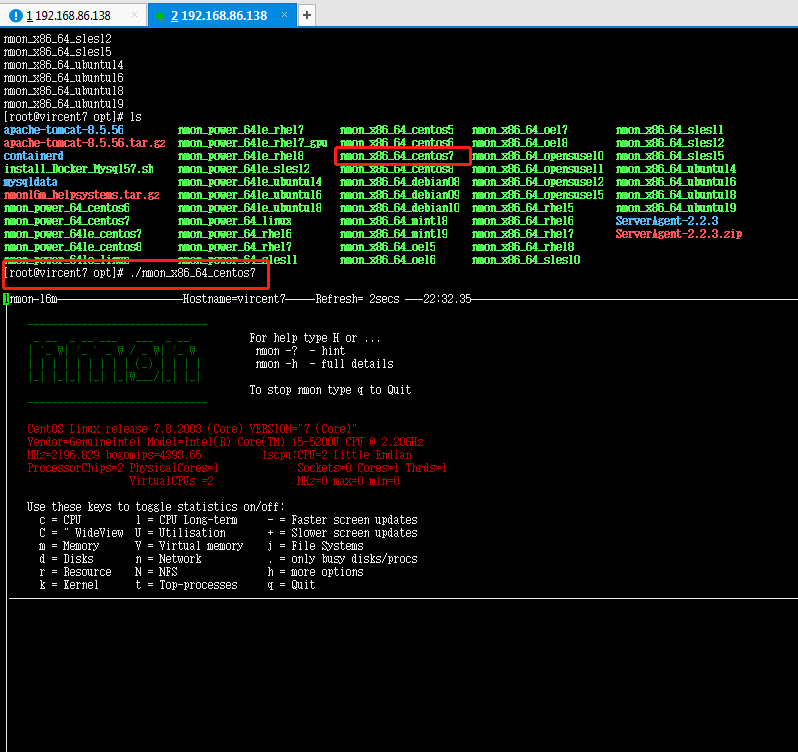 1 192.168.86.138 × 2 192.168.86.138 × +
nmon_x86_64_sles12
nmon_x86_64_sles15
nmon_x86_64_ubuntu14
nmon_x86_64_ubuntu16
nmon_x86_64_ubuntu18
nmon_x86_64_ubuntu19
[root@vircent7 opt]# ls
apache-tomcat-8.5.56 nmon_power_64le_rhel7 nmon_x86_64_centos5 nmon_x86_64_oel7 nmon_x86_64_sles11
apache-tomcat-8.5.56.tar.gz nmon_power_64le_rhel7_gpu nmon_x86_64_centos6 nmon_x86_64_oel8 nmon_x86_64_sles12
containerd nmon_power_64le_rhel8 nmon_x86_64_centos7 nmon_x86_64_opensuse10 nmon_x86_64_sles15
install_Docker_Mysql57.sh nmon_power_64le_sles12 nmon_x86_64_centos8 nmon_x86_64_opensuse11 nmon_x86_64_ubuntu14
mysqldata nmon_power_64le_ubuntu14 nmon_x86_64_debian08 nmon_x86_64_opensuse12 nmon_x86_64_ubuntu16
nmon16m_helpsystems.tar.gz nmon_power_64le_ubuntu16 nmon_x86_64_debian09 nmon_x86_64_opensuse15 nmon_x86_64_ubuntu18
nmon_power_64_centos6 nmon_power_64le_ubuntu18 nmon_x86_64_debian10 nmon_x86_64_rhel5 nmon_x86_64_ubuntu19
nmon_power_64_centos7 nmon_power_64_linux nmon_x86_64_mint18 nmon_x86_64_rhel6 ServerAgent-2.2.3
nmon_power_64le_centos7 nmon_power_64_rhel6 nmon_x86_64_mint19 nmon_x86_64_rhel7 ServerAgent-2.2.3.zip
nmon_power_64le_centos8 nmon_power_64_rhel7 nmon_x86_64_oel5 nmon_x86_64_rhel8
nmon_power_64le_linux nmon_power_64_sles11 nmon_x86_64_oel6 nmon_x86_64_sles10
[root@vircent7 opt]# ./nmon_x86_64_centos7
nmon-16m Hostname=vircent7 Refresh= 2secs 22:32.35
nmon
For help type H or ...
nmon -? - hint
nmon -h - full details
To stop nmon type q to Quit
CentOS Linux release 7.8.2003 (Core) VERSION="7 (Core)"
Vendor=GenuineIntel Model=Intel(R) Core(TM) i5-5200U CPU @ 2.20GHz
MHz=2196.829 bogomips=4393.65 lscpu:CPU=2 Little Endian
ProcessorChips=2 PhysicalCores=1 Sockets=0 Cores=1 Thrds=1
VirtualCPUs =2 MHz=0 max=0 min=0
Use these keys to toggle statistics on/off:
c = CPU l = CPU Long-term - = Faster screen updates
C = " WideView U = Utilisation + = Slower screen updates
m = Memory V = Virtual memory j = File Systems
d = Disks n = Network . = only busy disks/procs
r = Resource N = NFS h = more options
k = Kernel t = Top-processes q = Quit